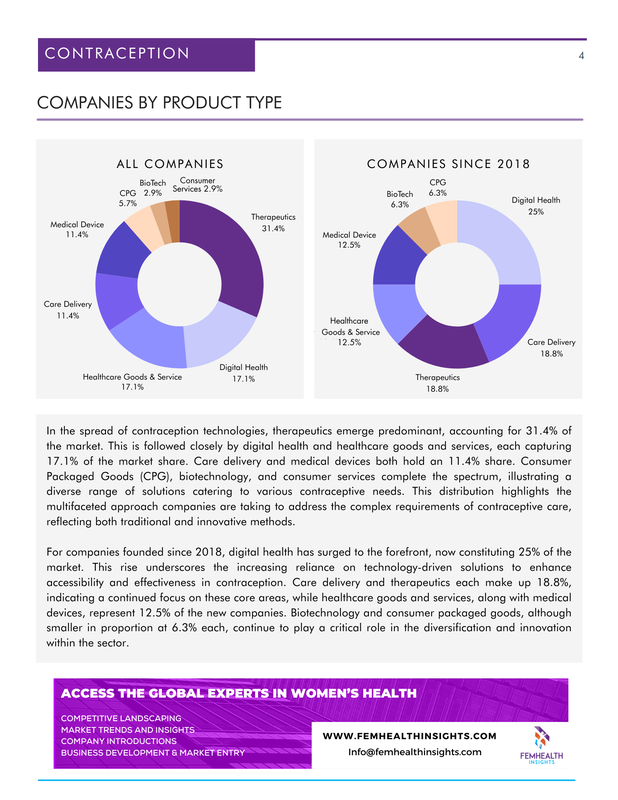 CONTRACEPTION
4
COMPANIES BY PRODUCT TYPE
ALL COMPANIES
BioTech
2.9%
Consumer
Services 2.9%
CPG
5.7%
Therapeutics
31.4%
Medical Device
11.4%
Care Delivery
11.4%
Digital Health
17.1%
Healthcare Goods & Service
17.1%
COMPANIES SINCE 2018
CPG
6.3%
BioTech
6.3%
Digital Health
25%
Medical Device
12.5%
Healthcare
Goods & Service
12.5%
Care Delivery
18.8%
Therapeutics
18.8%
In the spread of contraception technologies, therapeutics emerge predominant, accounting for 31.4% of
the market. This is followed closely by digital health and healthcare goods and services, each capturing
17.1% of the market share. Care delivery and medical devices both hold an 11.4% share. Consumer
Packaged Goods (CPG), biotechnology, and consumer services complete the spectrum, illustrating a
diverse range of solutions catering to various contraceptive needs. This distribution highlights the
multifaceted approach companies are taking to address the complex requirements of contraceptive care,
reflecting both traditional and innovative methods.
For companies founded since 2018, digital health has surged to the forefront, now constituting 25% of the
market. This rise underscores the increasing reliance on technology-driven solutions to enhance
accessibility and effectiveness in contraception. Care delivery and therapeutics each make up 18.8%,
indicating a continued focus on these core areas, while healthcare goods and services, along with medical
devices, represent 12.5% of the new companies. Biotechnology and consumer packaged goods, although
smaller in proportion at 6.3% each, continue to play a critical role in the diversification and innovation
within the sector.
ACCESS THE GLOBAL EXPERTS IN WOMEN'S HEALTH
COMPETITIVE LANDSCAPING
MARKET TRENDS AND INSIGHTS
COMPANY INTRODUCTIONS
BUSINESS DEVELOPMENT & MARKET ENTRY
WWW.FEMHEALTHINSIGHTS.COM
Info@femhealthinsights.com
FEMHEALTH
INSIGHTS